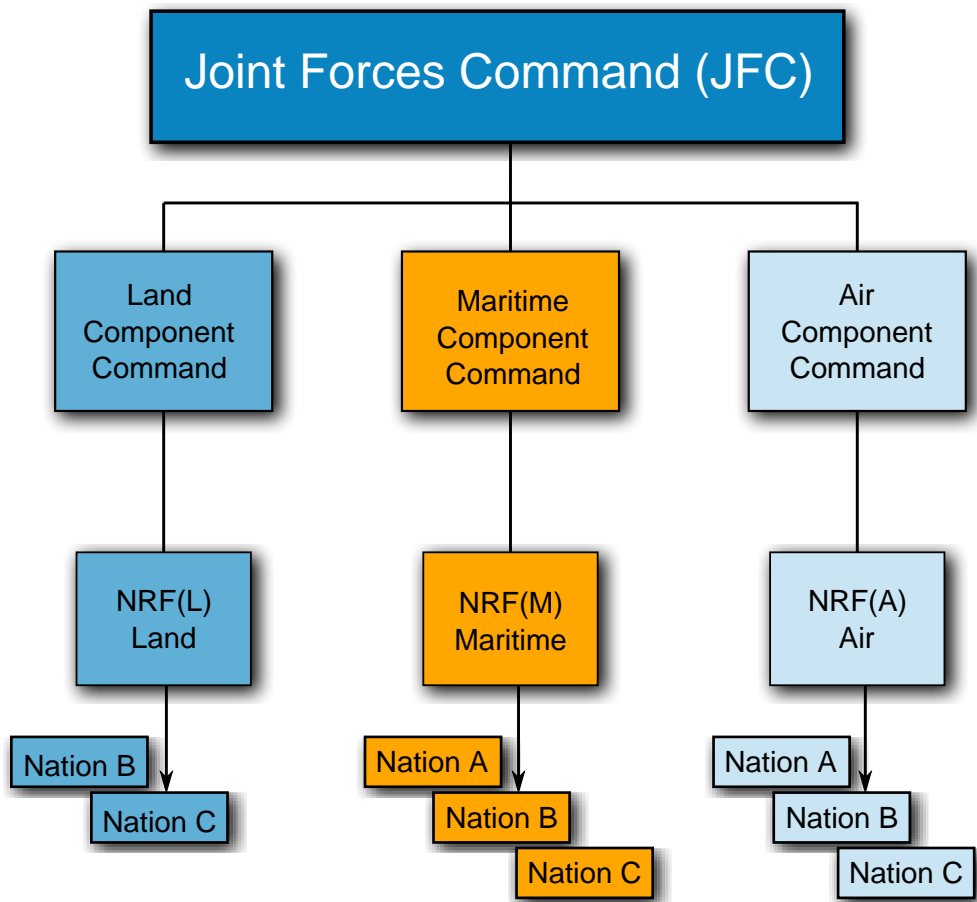 Joint Forces Command (JFC)
Land
Component
Command
Maritime
Component
Command
Air
Component
Command
NRF(L)
Land
NRF(M)
Maritime
NRF(A)
Air
Nation B
Nation C
Nation A
Nation B
Nation C
Nation A
Nation B
Nation C